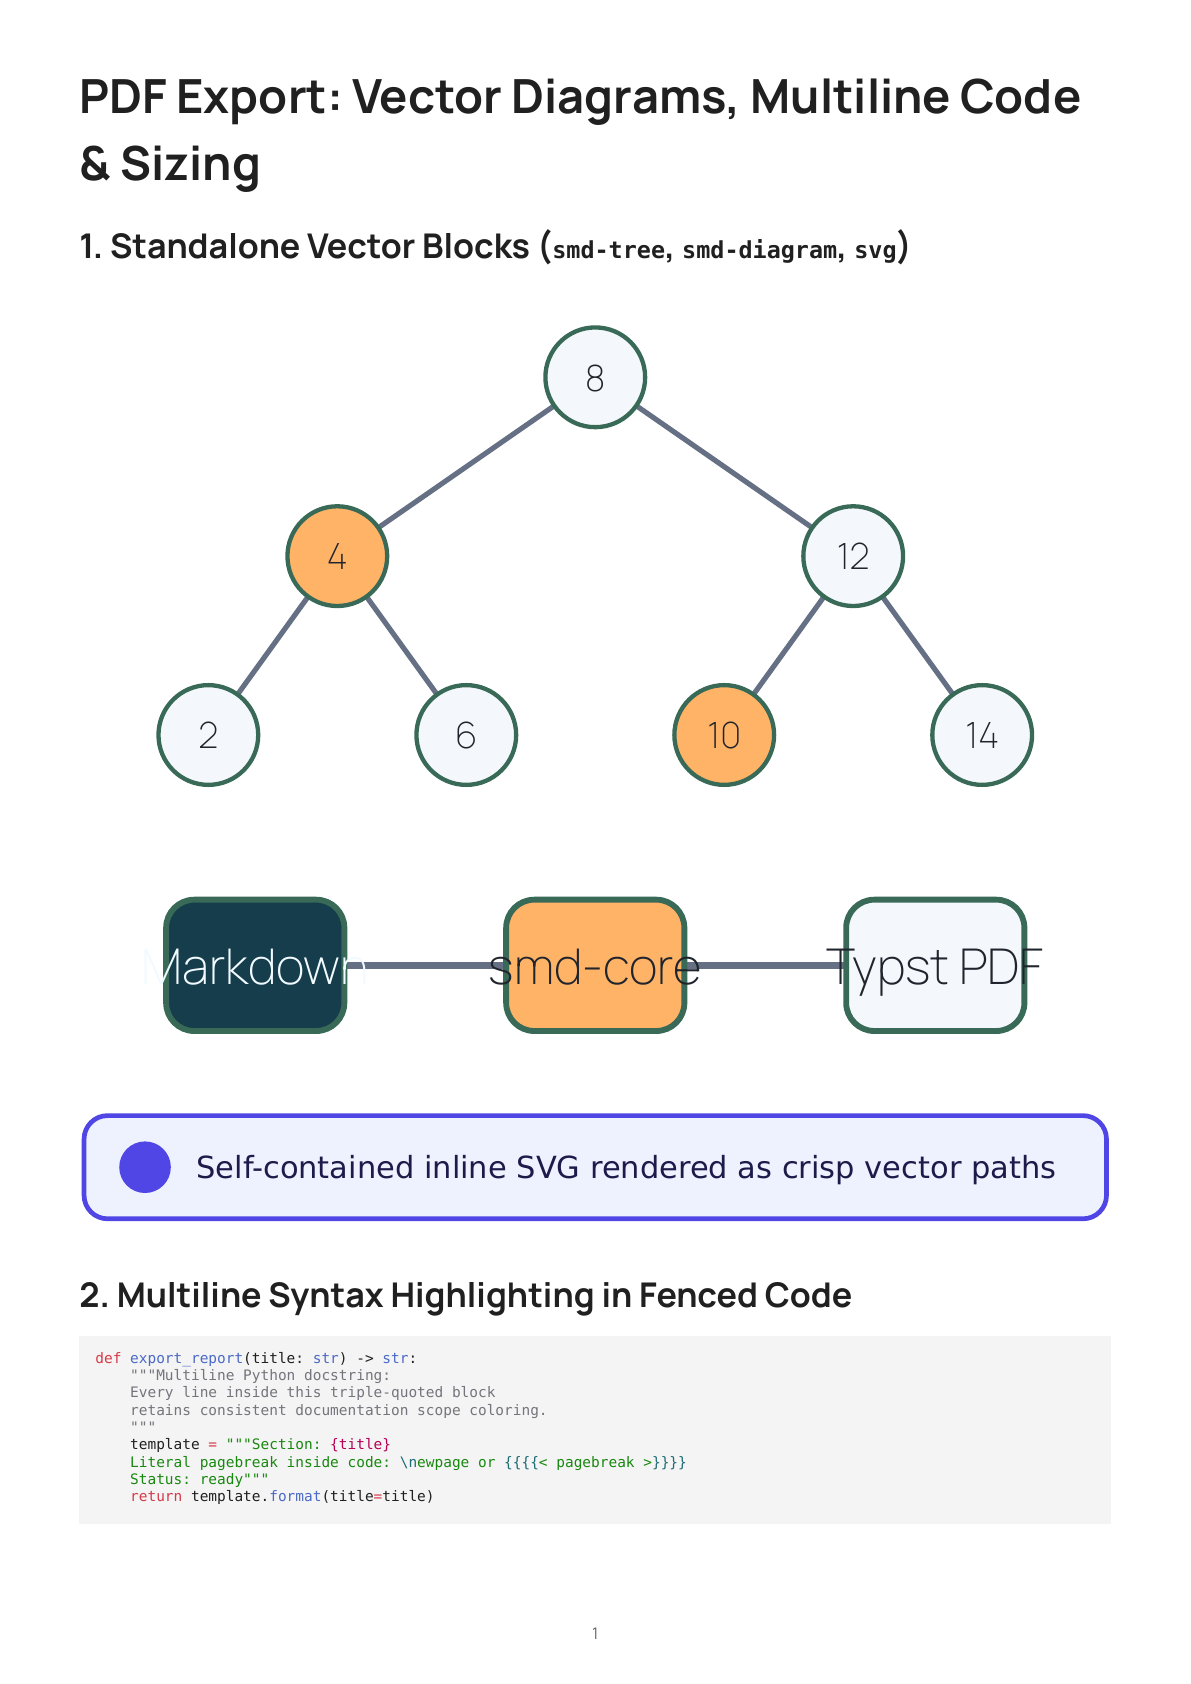 PDF Export: Vector Diagrams, Multiline Code
& Sizing
1. Standalone Vector Blocks (smd-tree, smd-diagram, svg)
8
4
12
2
6
10
14
Markdown
smd-core
Typst PDF
Self-contained inline SVG rendered as crisp vector paths
2. Multiline Syntax Highlighting in Fenced Code
def export_report(title: str) -> str:
    """Multiline Python docstring:
    Every line inside this triple-quoted block
    retains consistent documentation scope coloring.
    """
    template = """Section: {title}
    Literal pagebreak inside code: \newpage or {{{{< pagebreak >}}}}
    Status: ready"""
    return template.format(title=title)
1